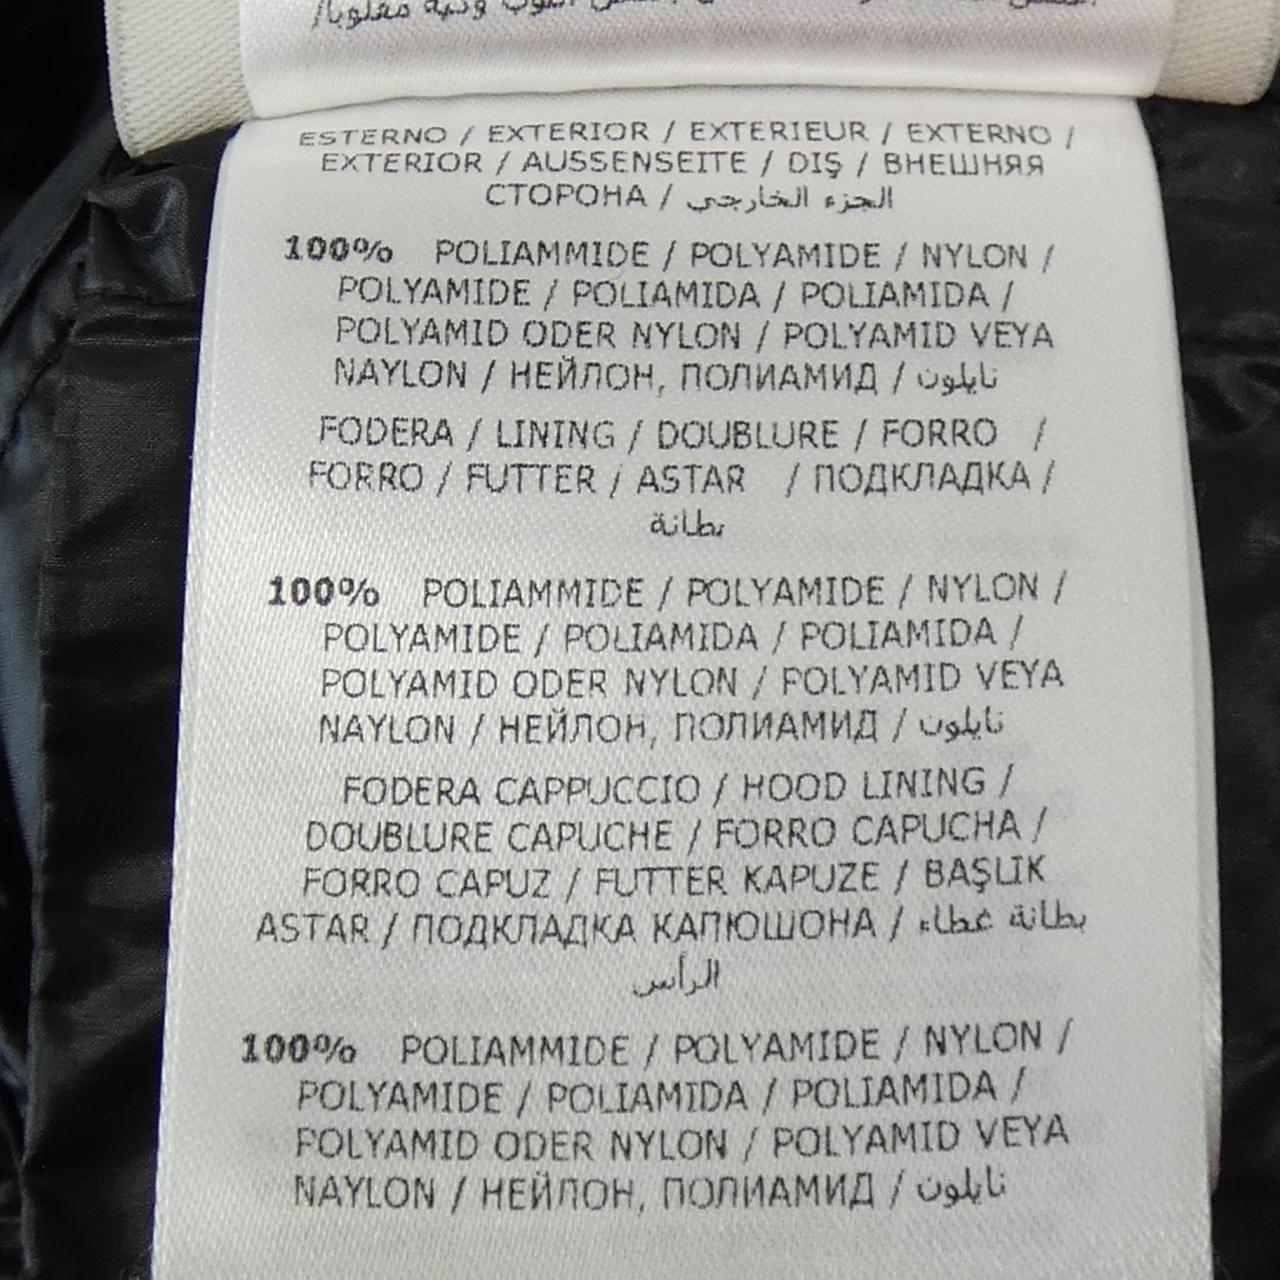 ESTERNO / EXTERIOR / EXTERIEUR / EXTERNO /
EXTERIOR / AUSSENSEITE / DIŞ / ВНЕШНЯЯ
СТОРОНА / الجزء الخارجي
100% POLIAMMIDE / POLYAMIDE / NYLON /
POLYAMIDE / POLIAMIDA / POLIAMIDA /
POLYAMID ODER NYLON / POLYAMID VEYA
NAYLON / НЕЙЛОН, ПОЛИАМИД / نايلون
FODERA / LINING / DOUBLURE / FORRO /
FORRO / FUTTER / ASTAR / ПОДКЛАДКА /
بطانة
100% POLIAMMIDE / POLYAMIDE / NYLON /
POLYAMIDE / POLIAMIDA / POLIAMIDA /
POLYAMID ODER NYLON / POLYAMID VEYA
NAYLON / НЕЙЛОН, ПОЛИАМИД / نايلون
FODERA CAPPUCCIO / HOOD LINING /
DOUBLURE CAPUCHE / FORRO CAPUCHA /
FORRO CAPUZ / FUTTER KAPUZE / BAŞLIK
ASTAR / ПОДКЛАДКА КАПЮШОНА / بطانة غطاء
الرأس
100% POLIAMMIDE / POLYAMIDE / NYLON /
POLYAMIDE / POLIAMIDA / POLIAMIDA /
POLYAMID ODER NYLON / POLYAMID VEYA
NAYLON / НЕЙЛОН, ПОЛИАМИД / نايلون